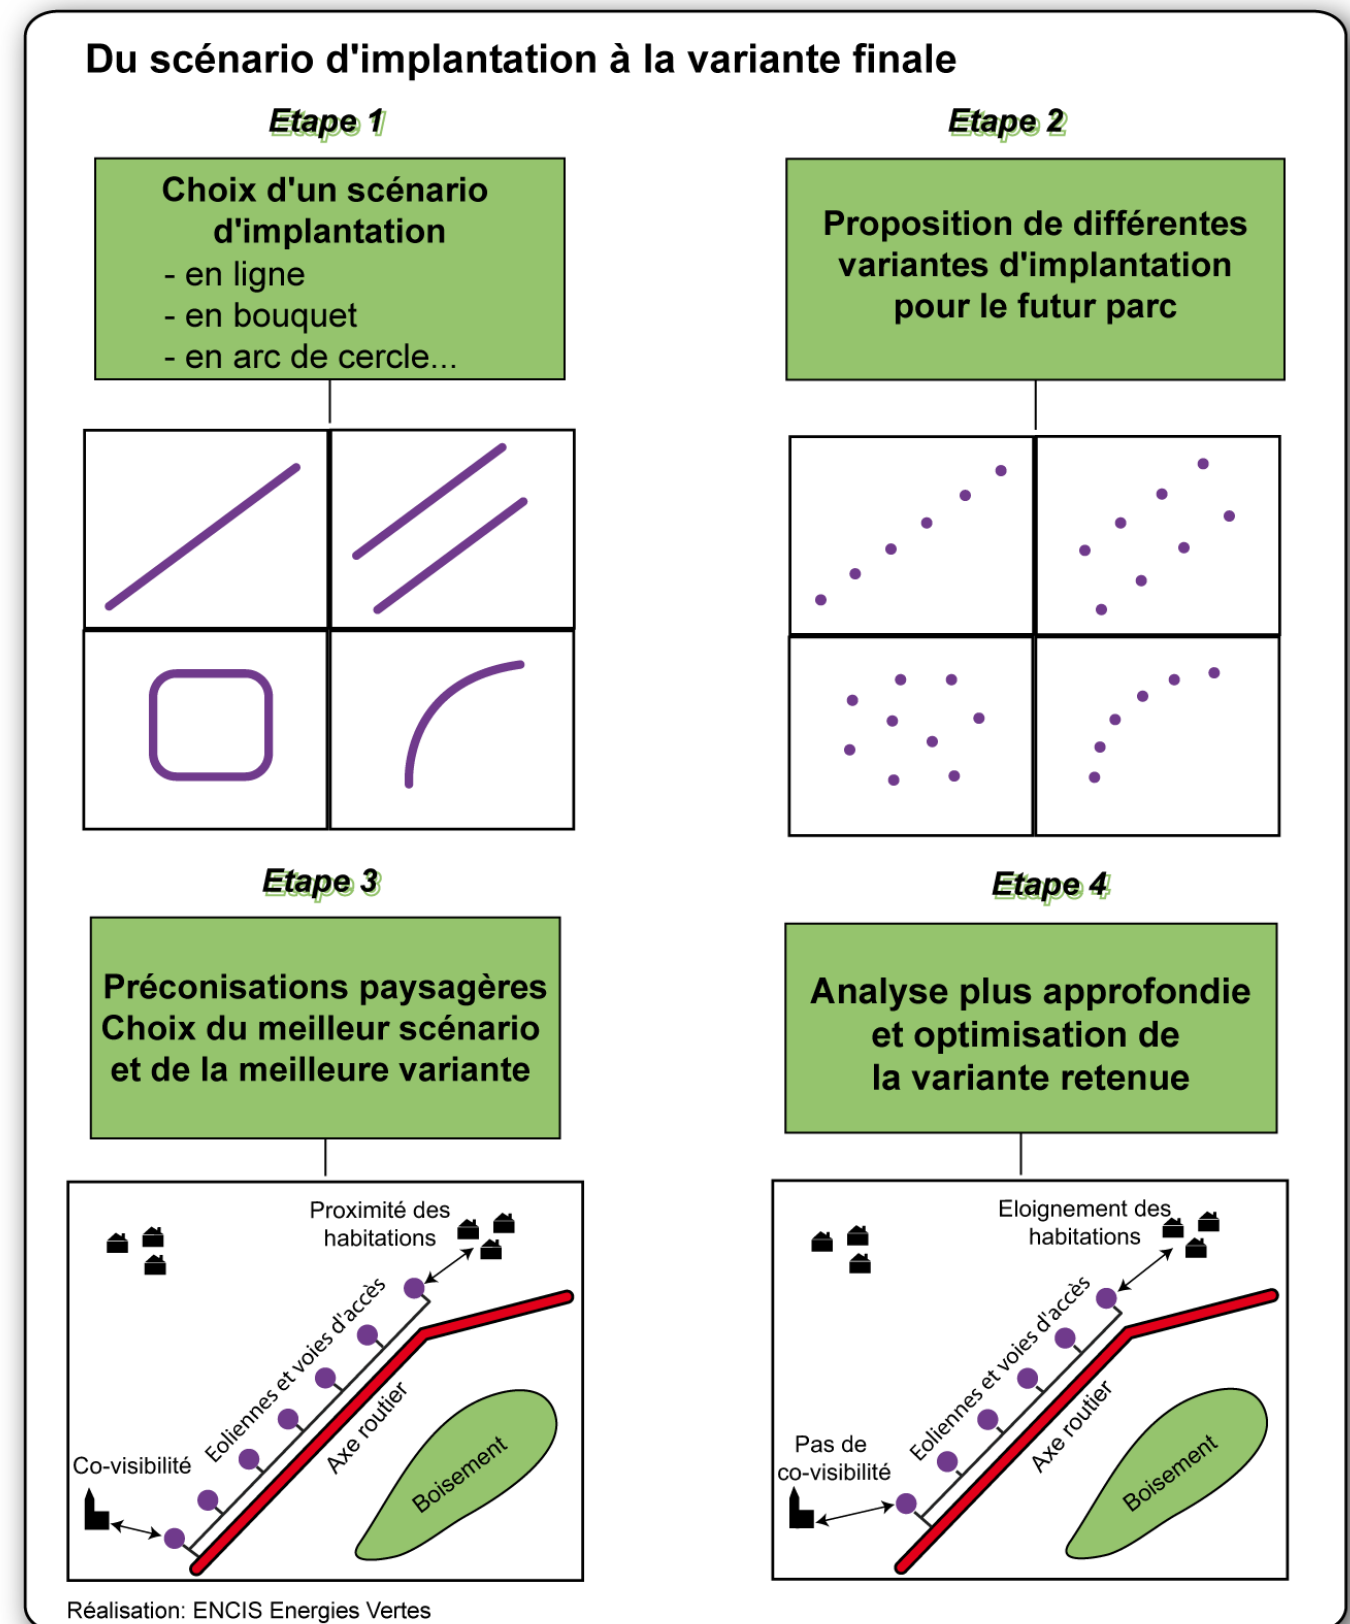 Du scénario d'implantation à la variante finale
Etape 1
Choix d'un scénario
d'implantation
- en ligne
- en bouquet
- en arc de cercle...
Etape 2
Proposition de différentes
variantes d'implantation
pour le futur parc
Etape 3
Préconisations paysagères
Choix du meilleur scénario
et de la meilleure variante
Proximité des
habitations
Eoliennes et voies d'accès
Axe routier
Co-visibilité
Boisement
Etape 4
Analyse plus approfondie
et optimisation de
la variante retenue
Eloignement des
habitations
Eoliennes et voies d'accès
Axe routier
Pas de
co-visibilité
Boisement
Réalisation: ENCIS Energies Vertes